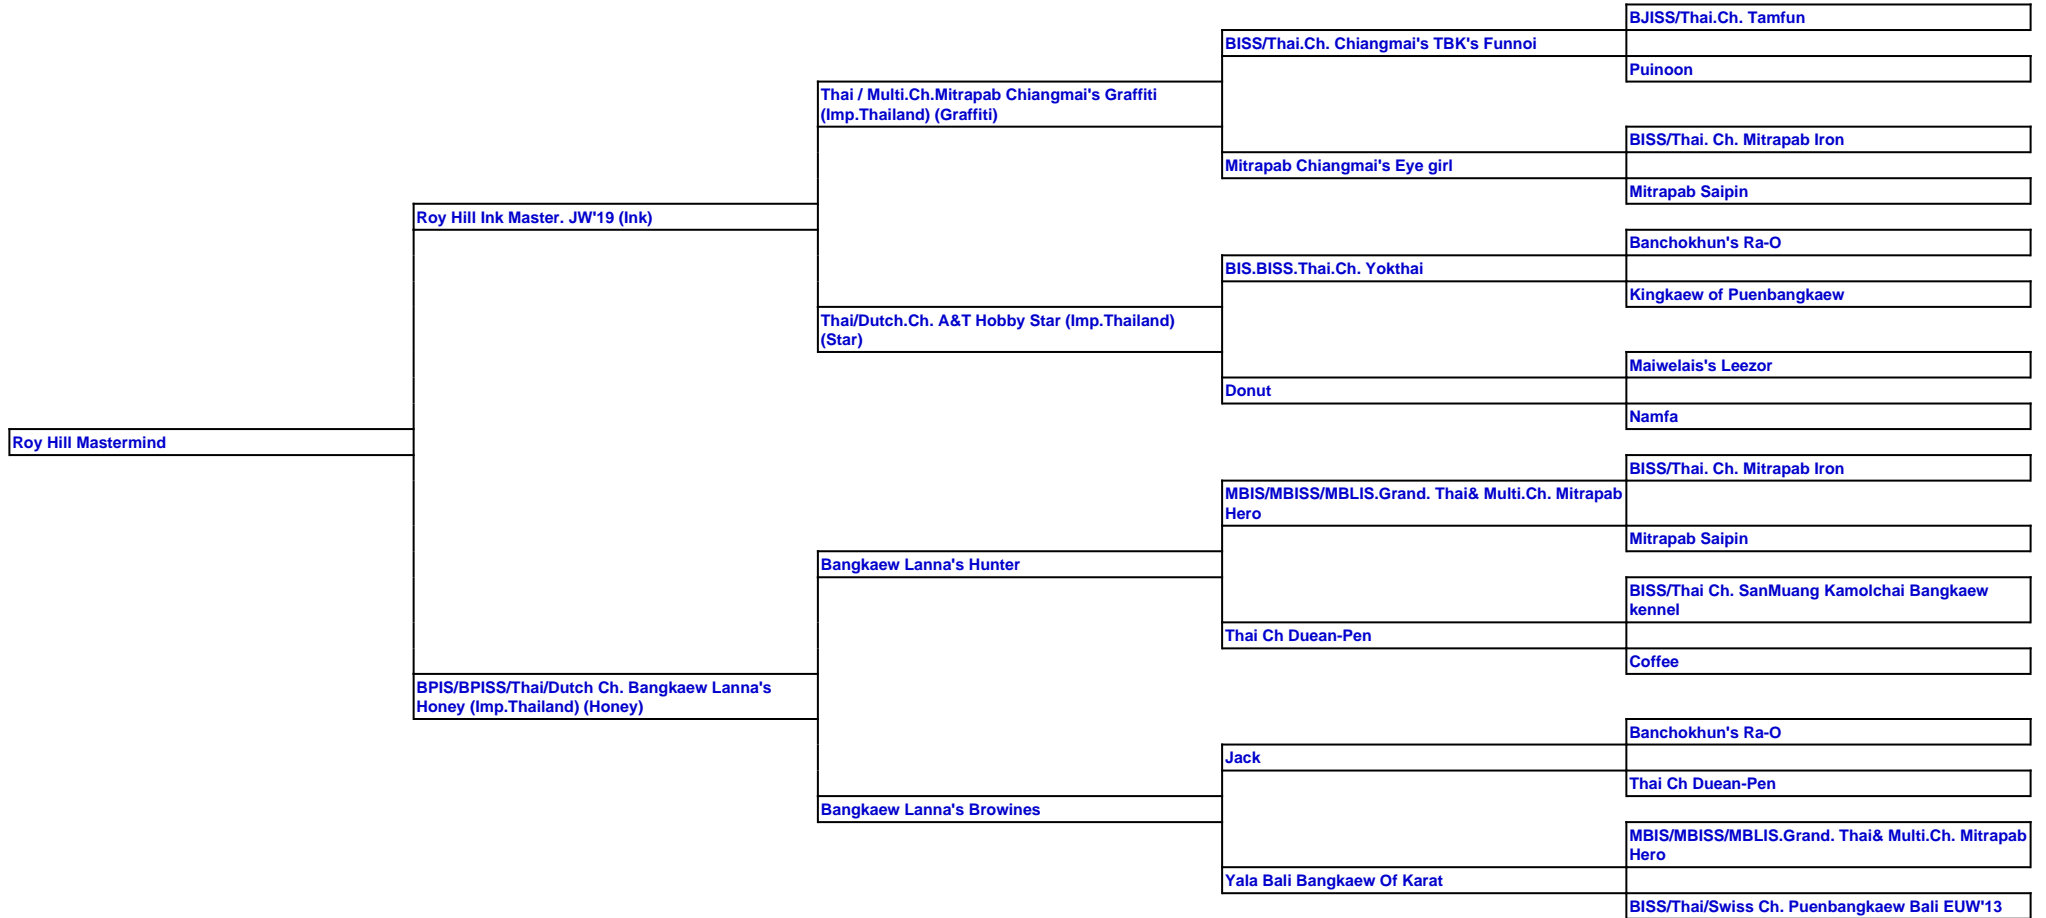 BJISS/Thai.Ch. Tamfun
BISS/Thai.Ch. Chiangmai's TBK's Funnoi
Puinoon
Thai / Multi.Ch.Mitrapab Chiangmai's Graffiti
(Imp.Thailand) (Graffiti)
BISS/Thai. Ch. Mitrapab Iron
Mitrapab Chiangmai's Eye girl
Mitrapab Saipin
Roy Hill Ink Master. JW'19 (Ink)
Banchokhun's Ra-O
BIS.BISS.Thai.Ch. Yokthai
Kingkaew of Puenbangkaew
Thai/Dutch.Ch. A&T Hobby Star (Imp.Thailand)
(Star)
Maiwelais's Leezor
Donut
Namfa
Roy Hill Mastermind
BISS/Thai. Ch. Mitrapab Iron
MBIS/MBISS/MBLIS.Grand. Thai& Multi.Ch. Mitrapab
Hero
Mitrapab Saipin
Bangkaew Lanna's Hunter
BISS/Thai Ch. SanMuang Kamolchai Bangkaew
kennel
Thai Ch Duean-Pen
Coffee
BPIS/BPISS/Thai/Dutch Ch. Bangkaew Lanna's
Honey (Imp.Thailand) (Honey)
Banchokhun's Ra-O
Jack
Thai Ch Duean-Pen
Bangkaew Lanna's Browines
MBIS/MBISS/MBLIS.Grand. Thai& Multi.Ch. Mitrapab
Hero
Yala Bali Bangkaew Of Karat
BISS/Thai/Swiss Ch. Puenbangkaew Bali EUW'13